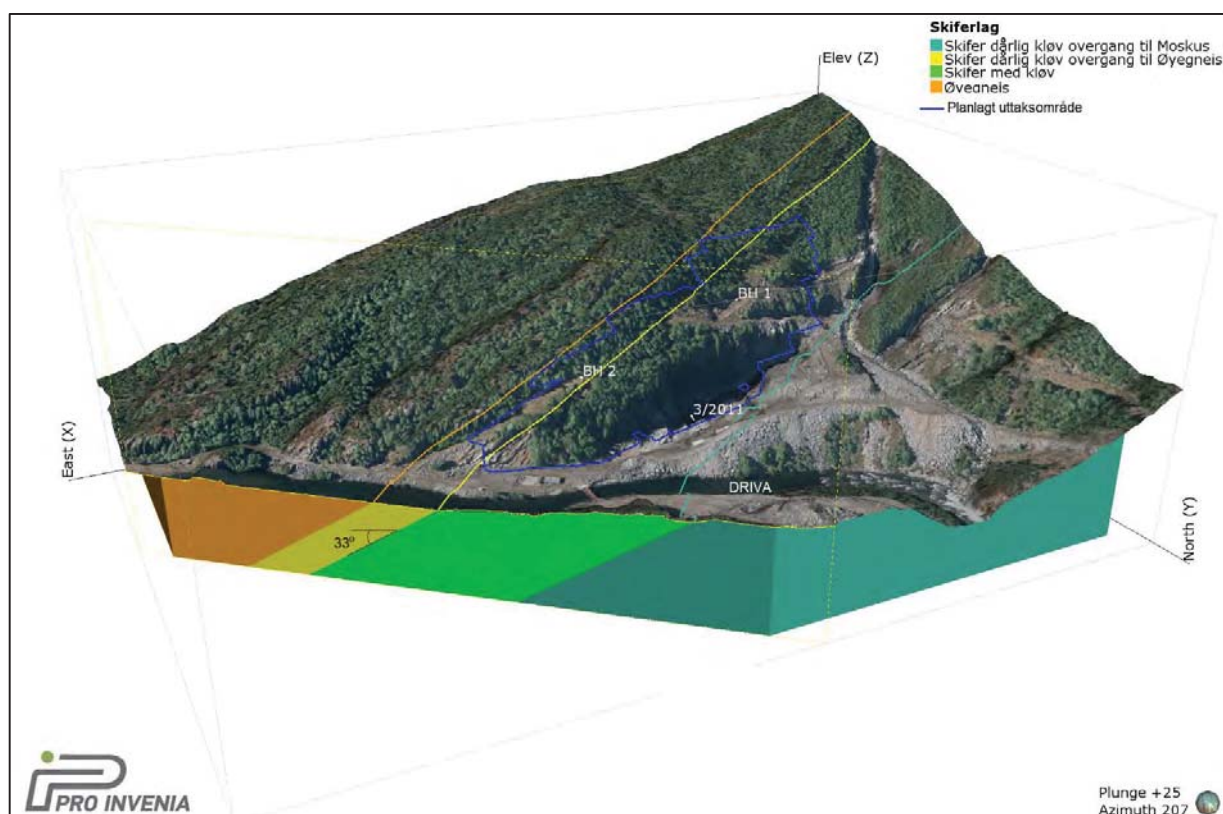 Skiferlag
Skifer dårlig kløv overgang til Moskus
Skifer dårlig kløv overgang til Øyegneis
Skifer med kløv
Øyegneis
Planlagt uttaksområde
Elev (Z)
BH 1
BH 2
3/2011
East (X)
DRIVA
North (Y)
33°
PRO INVENIA
Plunge +25
Azimuth 207